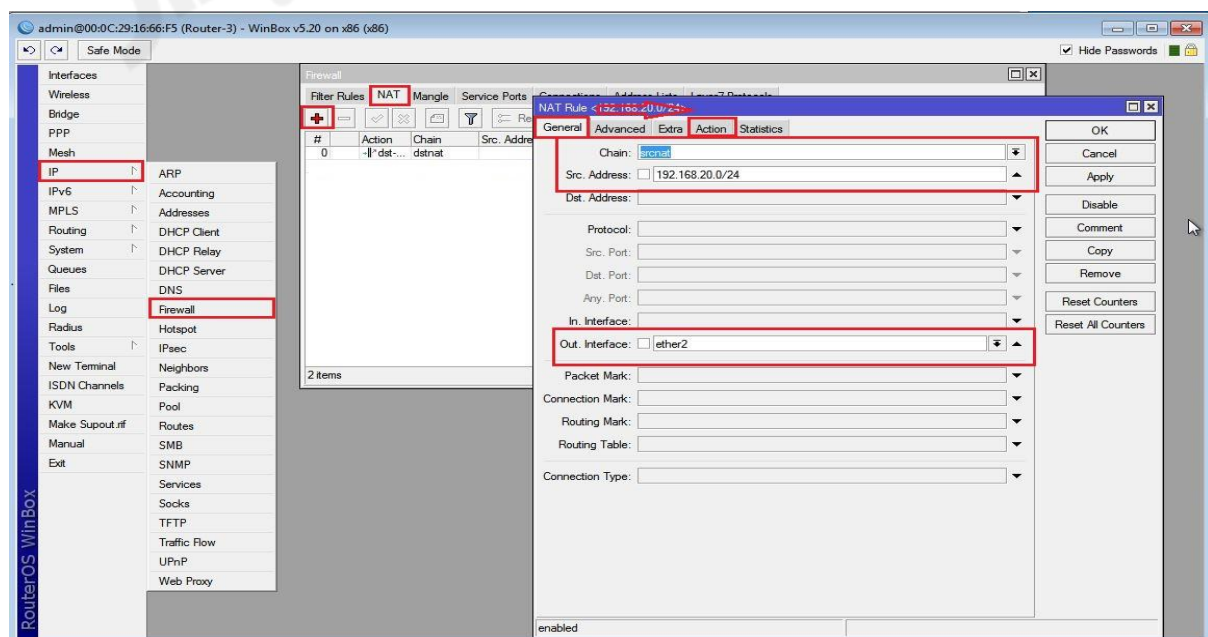 admin@00:0C:29:16:66:F5 (Router-3) - WinBox v5.20 on x86 (x86)
Safe Mode
Hide Passwords
Interfaces
Wireless
Bridge
PPP
Mesh
IP
IPv6
MPLS
Routing
System
Queues
Files
Log
Radius
Tools
New Terminal
ISDN Channels
KVM
Make Supout.rif
Manual
Exit
RouterOS WinBox
ARP
Accounting
Addresses
DHCP Client
DHCP Relay
DHCP Server
DNS
Firewall
Hotspot
IPsec
Neighbors
Packing
Pool
Routes
SMB
SNMP
Services
Socks
TFTP
Traffic Flow
UPnP
Web Proxy
Firewall
Filter Rules NAT Mangle Service Ports Connections Address Lists Layer7 Protocols
Re
# Action Chain Src. Addre
0 dst-... dstnat
2 items
NAT Rule <192.168.20.0/24>
General Advanced Extra Action Statistics
Chain: srcnat
Src. Address: 192.168.20.0/24
Dst. Address:
Protocol:
Src. Port:
Dst. Port:
Any. Port:
In. Interface:
Out. Interface: ether2
Packet Mark:
Connection Mark:
Routing Mark:
Routing Table:
Connection Type:
enabled
OK
Cancel
Apply
Disable
Comment
Copy
Remove
Reset Counters
Reset All Counters